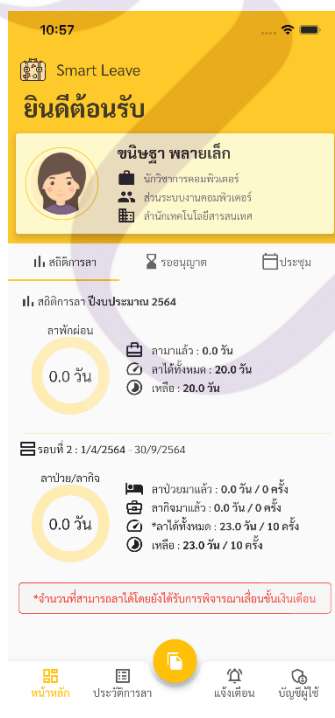 10:57
Smart Leave
ยินดีต้อนรับ
ขนิษฐา พลายเล็ก
นักวิชาการคอมพิวเตอร์
ส่วนระบบงานคอมพิวเตอร์
สำนักเทคโนโลยีสารสนเทศ
สถิติการลา
รออนุญาต
ประชุม
สถิติการลา ปีงบประมาณ 2564
ลาพักผ่อน
0.0 วัน
ลามาแล้ว : 0.0 วัน
ลาได้ทั้งหมด : 20.0 วัน
เหลือ : 20.0 วัน
รอบที่ 2 : 1/4/2564 - 30/9/2564
ลาป่วย/ลากิจ
0.0 วัน
ลาป่วยมาแล้ว : 0.0 วัน / 0 ครั้ง
ลากิจมาแล้ว : 0.0 วัน / 0 ครั้ง
*ลาได้ทั้งหมด : 23.0 วัน / 10 ครั้ง
เหลือ : 23.0 วัน / 10 ครั้ง
*จำนวนที่สามารถลาได้โดยยังได้รับการพิจารณาเลื่อนขั้นเงินเดือน
หน้าหลัก
ประวัติการลา
แจ้งเตือน
บัญชีผู้ใช้